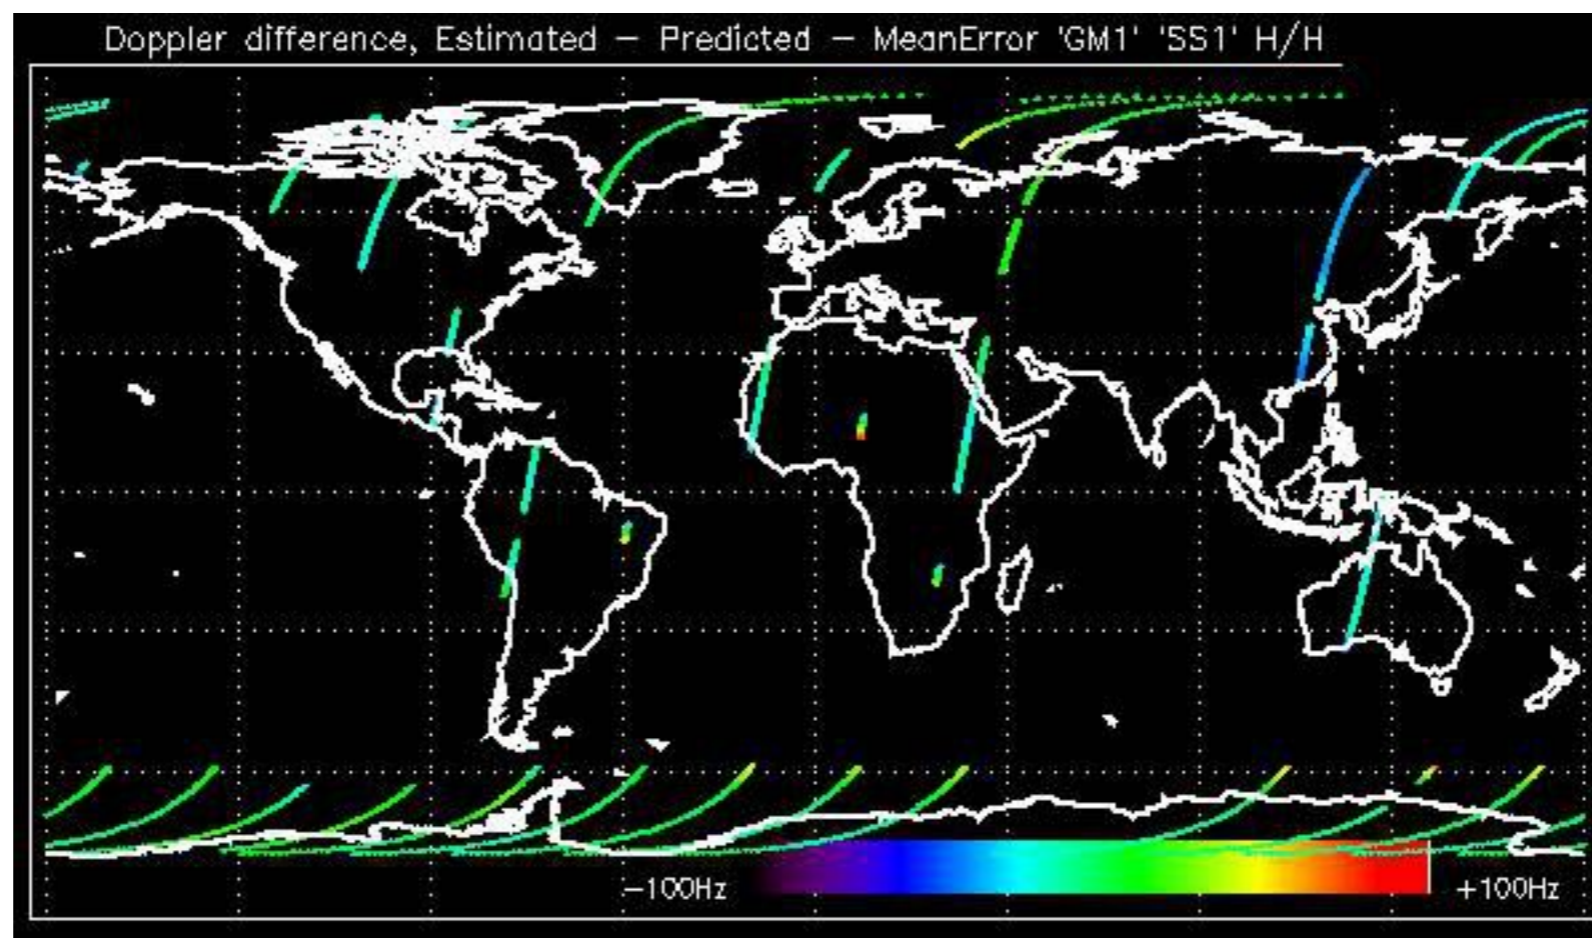 Doppler difference, Estimated - Predicted - MeanError 'GM1' 'SS1' H/H
-100Hz +100Hz